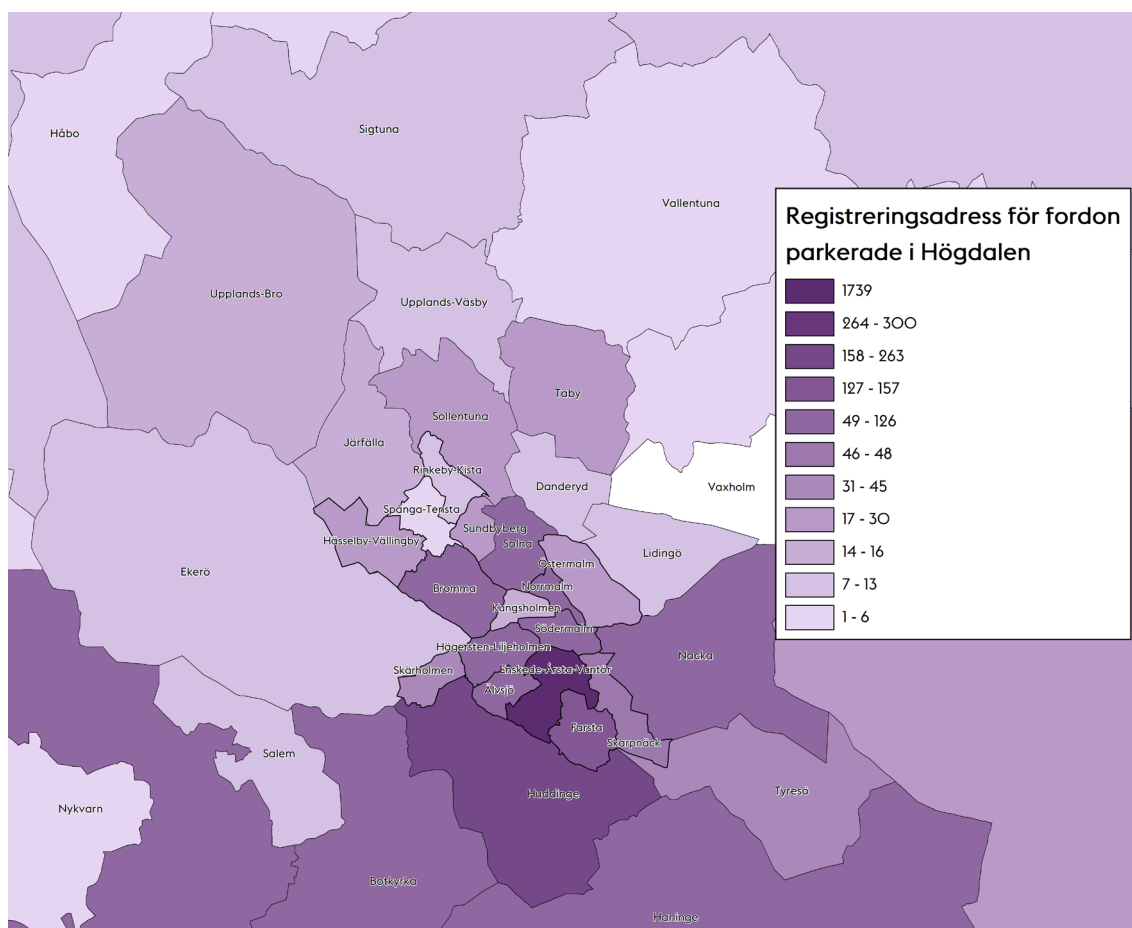 Håbo
Sigtuna
Vallentuna
Registreringsadress för fordon
parkerade i Högdalen
1739
264 - 300
158 - 263
127 - 157
49 - 126
46 - 48
31 - 45
17 - 30
14 - 16
7 - 13
1 - 6
Upplands-Bro
Upplands-Väsby
Täby
Sollentuna
Järfälla
Rinkeby-Kista
Danderyd
Vaxholm
Spånga-Tensta
Sundbyberg
Hässelby-Vällingby
Solna
Lidingö
Östermalm
Ekerö
Bromma
Norrmalm
Kungsholmen
Södermalm
Hägersten-Liljeholmen
Nacka
Skärholmen
Enskede-Årsta-Vantör
Älvsjö
Farsta
Skarpnäck
Salem
Huddinge
Tyresö
Nykvarn
Botkyrka
Haninge